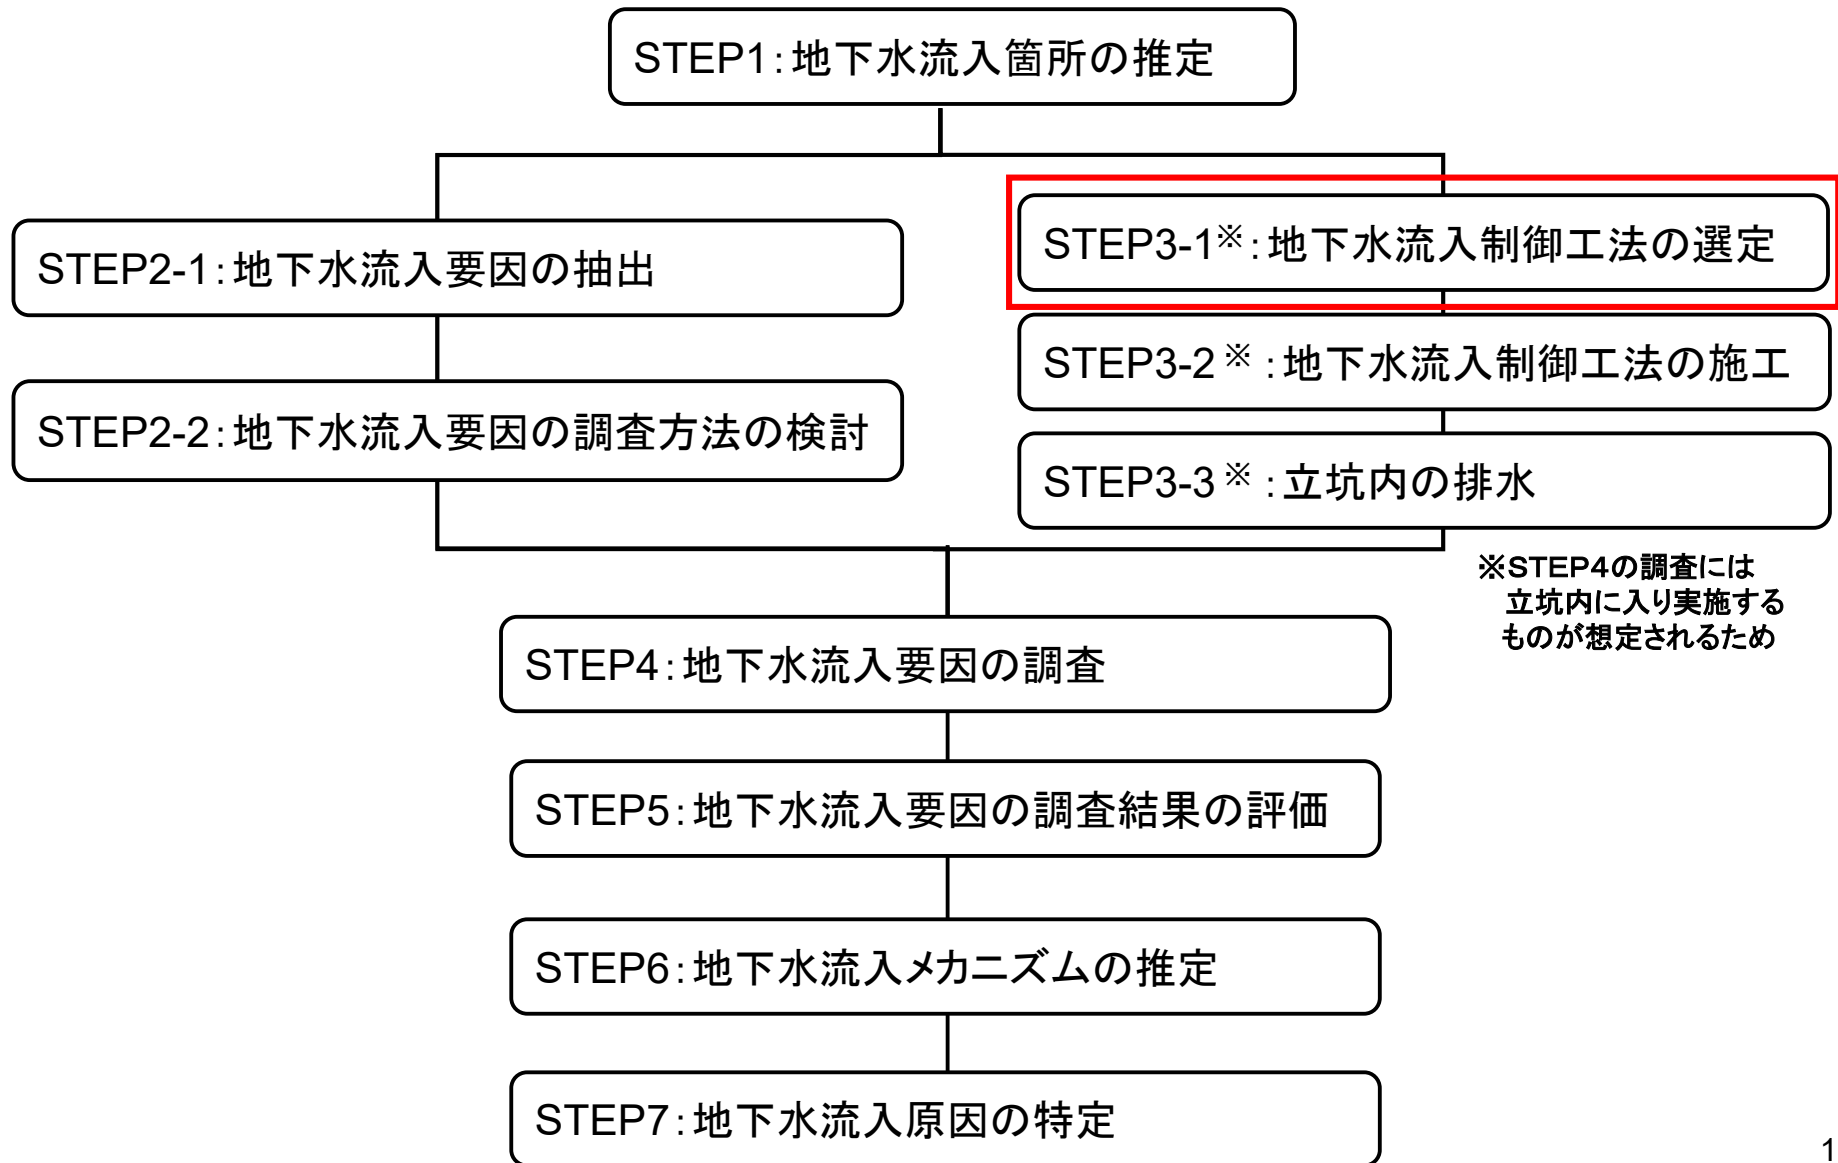 STEP1:地下水流入箇所の推定
STEP2-1:地下水流入要因の抽出
STEP2-2:地下水流入要因の調査方法の検討
STEP3-1※:地下水流入制御工法の選定
STEP3-2※:地下水流入制御工法の施工
STEP3-3※:立坑内の排水
※STEP4の調査には
立坑内に入り実施する
ものが想定されるため
STEP4:地下水流入要因の調査
STEP5:地下水流入要因の調査結果の評価
STEP6:地下水流入メカニズムの推定
STEP7:地下水流入原因の特定
1